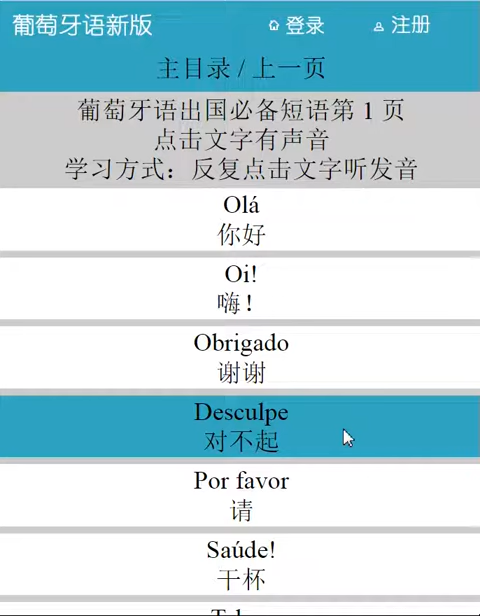 葡萄牙语新版 登录 注册
主目录 / 上一页
葡萄牙语出国必备短语第 1 页
点击文字有声音
学习方式：反复点击文字听发音
Olá
你好
Oi!
嗨！
Obrigado
谢谢
Desculpe
对不起
Por favor
请
Saúde!
干杯